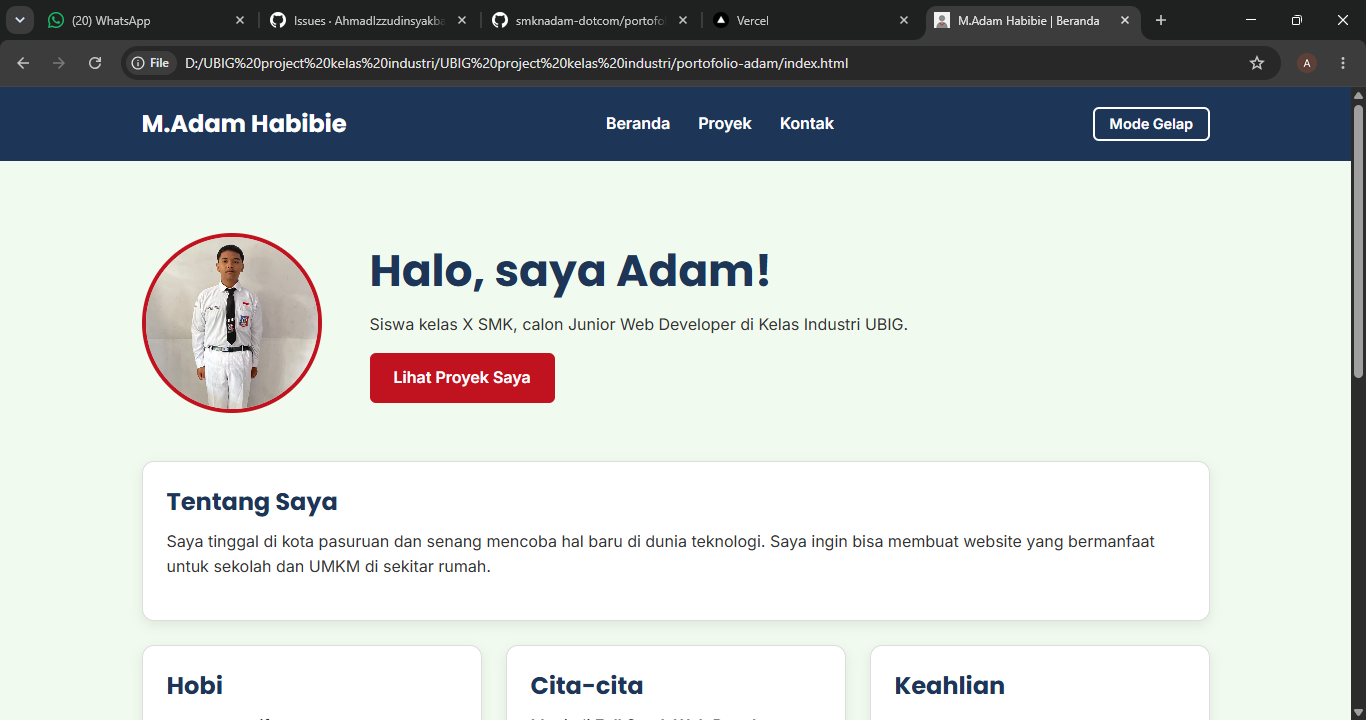 (20) WhatsApp
Issues · AhmadIzzudinsyakba
smknadam-dotcom/portofol
Vercel
M.Adam Habibie | Beranda
File
D:/UBIG%20project%20kelas%20industri/UBIG%20project%20kelas%20industri/portofolio-adam/index.html
A
M.Adam Habibie
Beranda
Proyek
Kontak
Mode Gelap
Halo, saya Adam!
Siswa kelas X SMK, calon Junior Web Developer di Kelas Industri UBIG.
Lihat Proyek Saya
Tentang Saya
Saya tinggal di kota pasuruan dan senang mencoba hal baru di dunia teknologi. Saya ingin bisa membuat website yang bermanfaat
untuk sekolah dan UMKM di sekitar rumah.
Hobi
Cita-cita
Keahlian